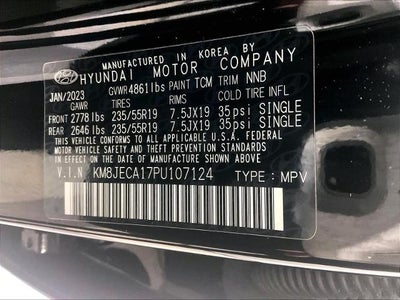 MANUFACTURED IN KOREA BY
HYUNDAI MOTOR COMPANY
JAN/2023 GVWR 4861lbs PAINT TCM TRIM NNB
GAWR TIRES RIMS COLD TIRE INFL.
FRONT 2778 lbs 235/55R19 7.5JX19 35psi SINGLE
REAR 2646 lbs 235/55R19 7.5JX19 35psi SINGLE
THIS VEHICLE CONFORMS TO ALL APPLICABLE U.S.A. FEDERAL
MOTOR VEHICLE SAFETY, BUMPER, AND THEFT PREVENTION
STANDARDS IN EFFECT ON THE DATE OF MANUFACTURE SHOWN ABOVE.
V.I.N. KM8JECA17PU107124 TYPE : MPV